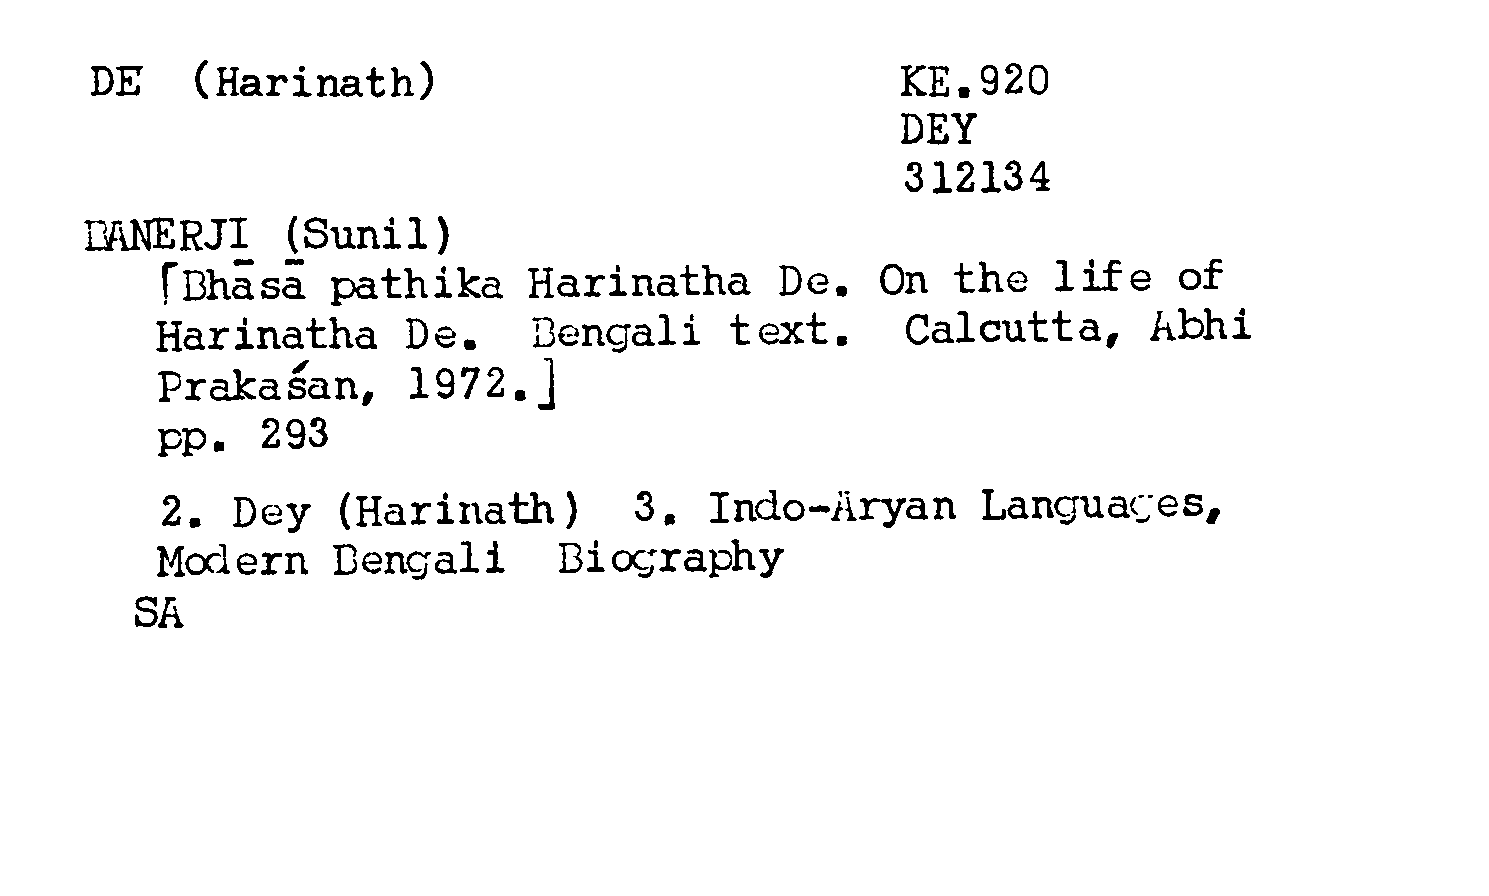 DE (Harinath) KE.920
DEY
312134
BANERJI (Sunil)
[Bhāsā pathika Harinatha De. On the life of
Harinatha De. Bengali text. Calcutta, Abhi
Prakaśan, 1972.]
pp. 293
2. Dey (Harinath) 3. Indo-Aryan Languages,
Modern Bengali Biography
SA